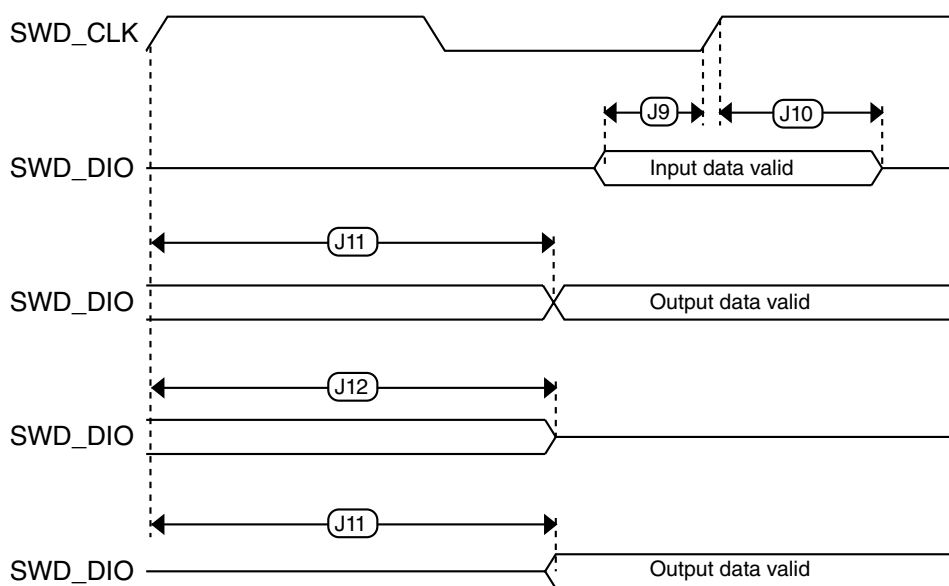 SWD_CLK
J9
J10
SWD_DIO
Input data valid
J11
SWD_DIO
Output data valid
J12
SWD_DIO
J11
SWD_DIO
Output data valid